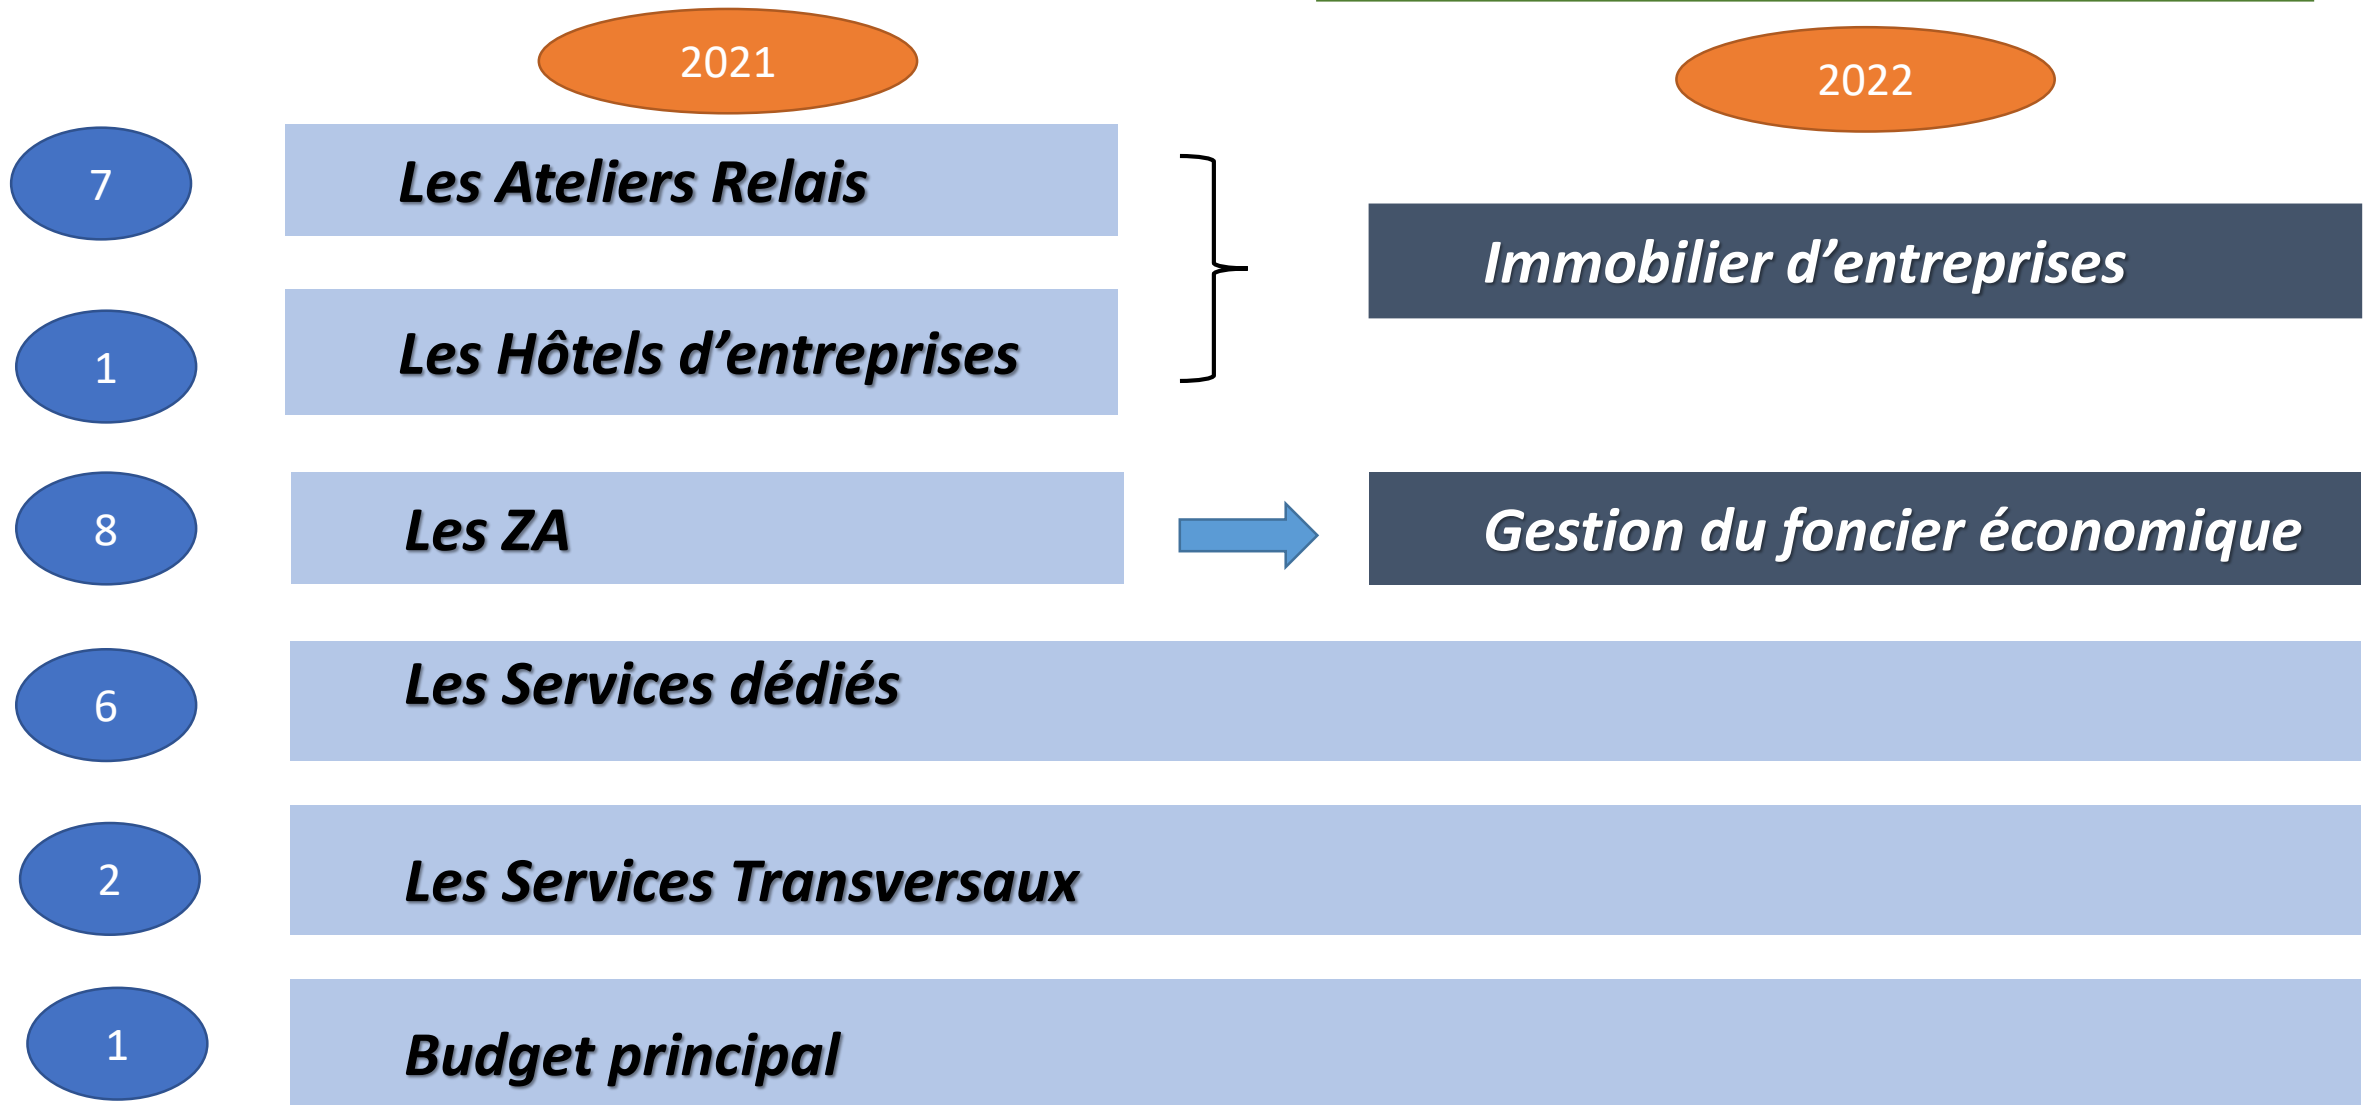 2021
2022
7
Les Ateliers Relais
Immobilier d’entreprises
1
Les Hôtels d’entreprises
8
Les ZA
Gestion du foncier économique
6
Les Services dédiés
2
Les Services Transversaux
1
Budget principal